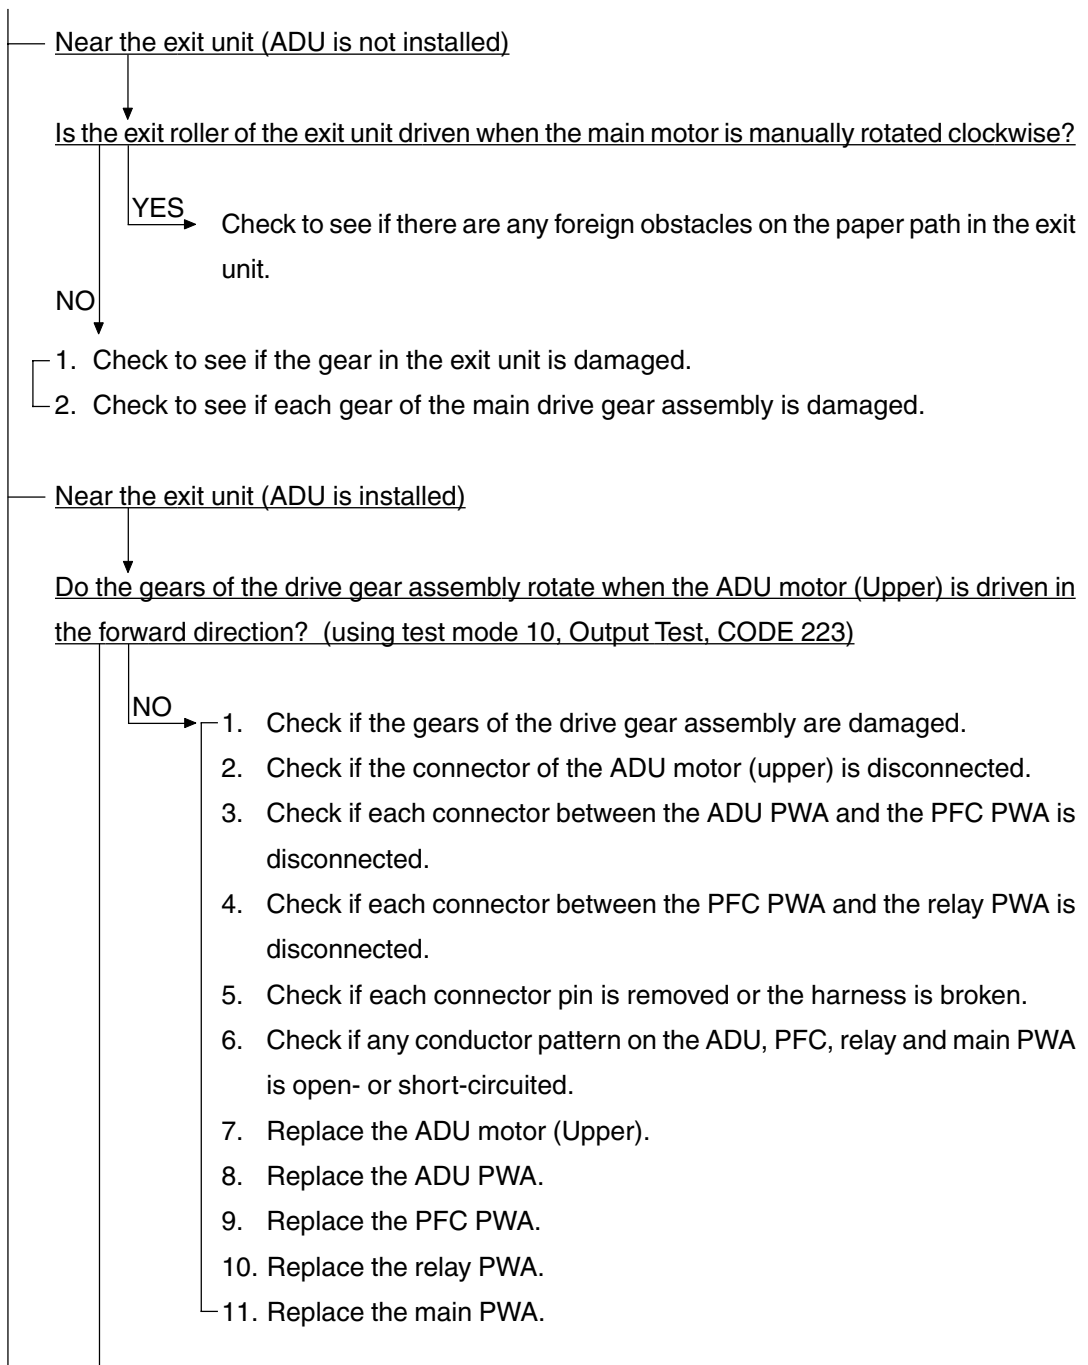 Near the exit unit (ADU is not installed)
Is the exit roller of the exit unit driven when the main motor is manually rotated clockwise?
YES
Check to see if there are any foreign obstacles on the paper path in the exit
unit.
NO
1. Check to see if the gear in the exit unit is damaged.
2. Check to see if each gear of the main drive gear assembly is damaged.
Near the exit unit (ADU is installed)
Do the gears of the drive gear assembly rotate when the ADU motor (Upper) is driven in
the forward direction? (using test mode 10, Output Test, CODE 223)
NO
1. Check if the gears of the drive gear assembly are damaged.
2. Check if the connector of the ADU motor (upper) is disconnected.
3. Check if each connector between the ADU PWA and the PFC PWA is
disconnected.
4. Check if each connector between the PFC PWA and the relay PWA is
disconnected.
5. Check if each connector pin is removed or the harness is broken.
6. Check if any conductor pattern on the ADU, PFC, relay and main PWA
is open- or short-circuited.
7. Replace the ADU motor (Upper).
8. Replace the ADU PWA.
9. Replace the PFC PWA.
10. Replace the relay PWA.
11. Replace the main PWA.